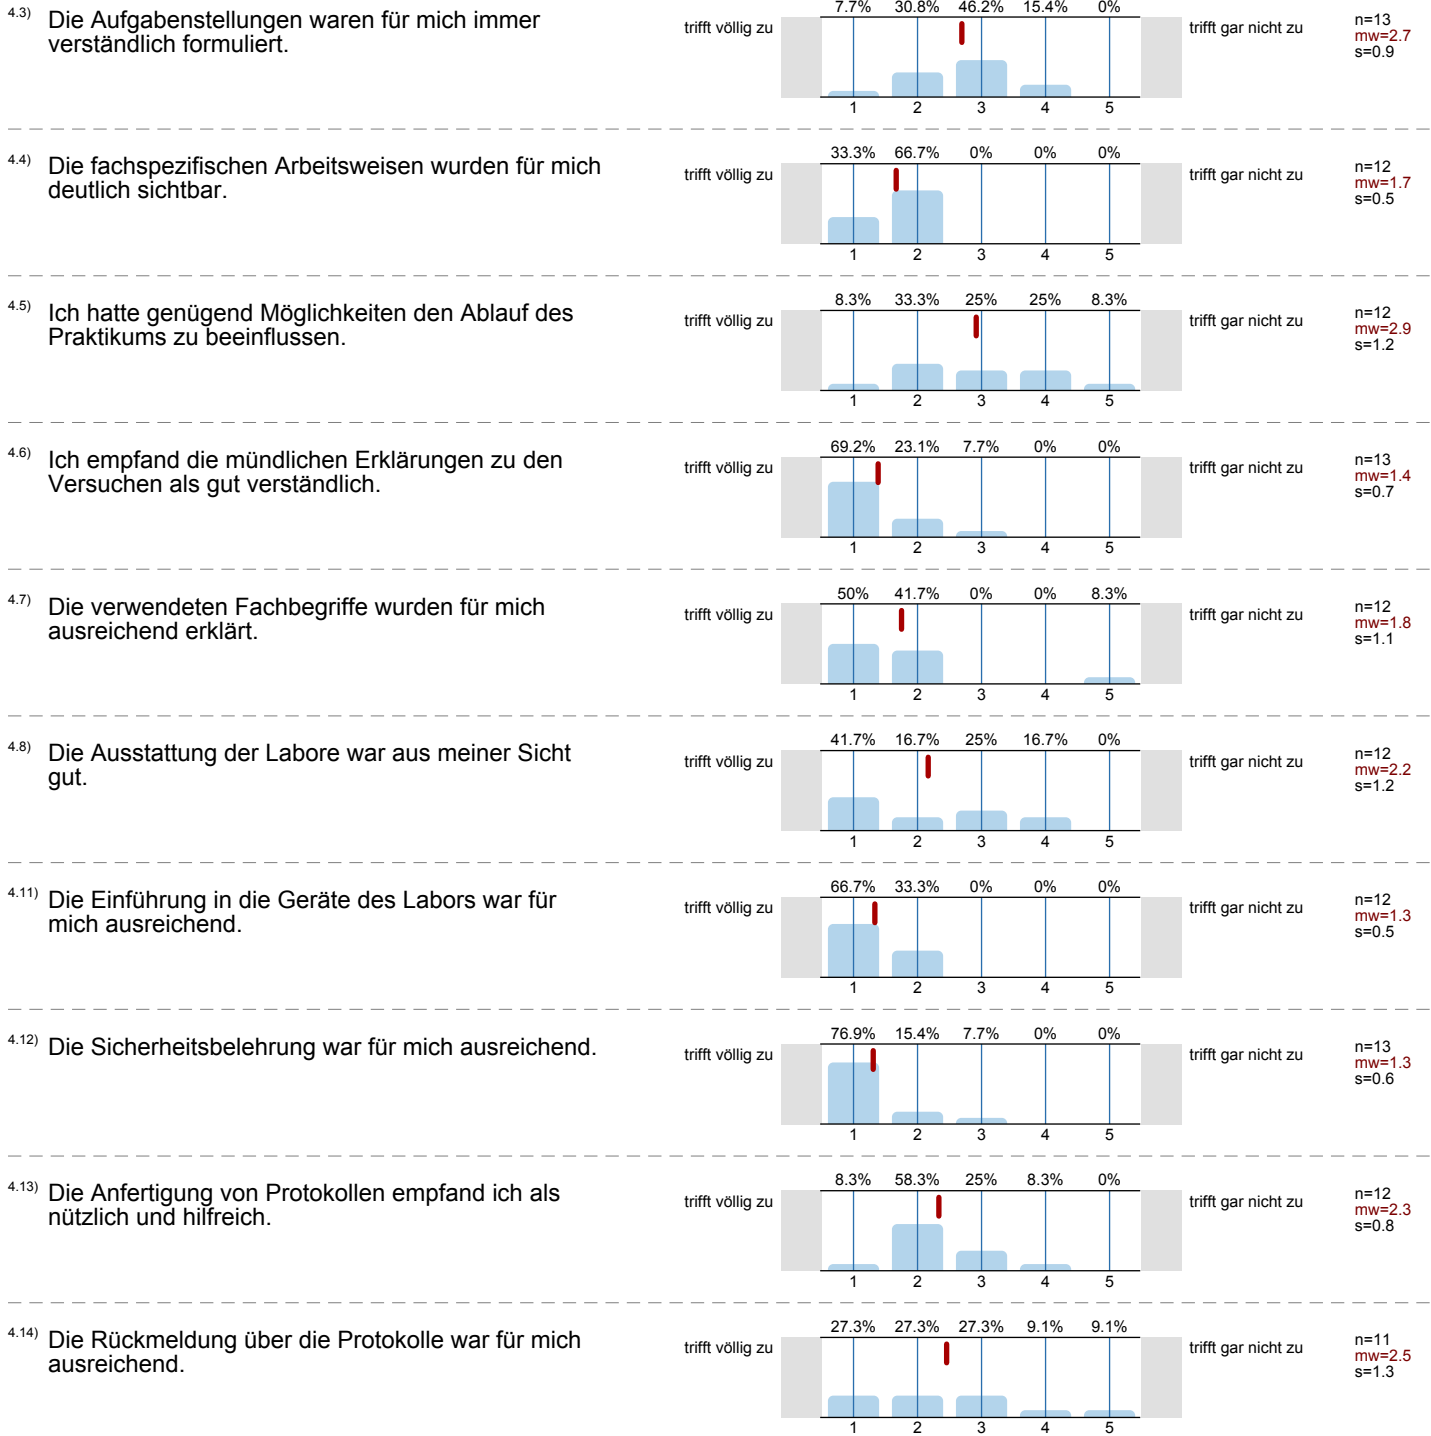 4.3) Die Aufgabenstellungen waren für mich immer
verständlich formuliert.
trifft völlig zu
7.7% 30.8% 46.2% 15.4% 0%
1 2 3 4 5
trifft gar nicht zu
n=13
mw=2.7
s=0.9
4.4) Die fachspezifischen Arbeitsweisen wurden für mich
deutlich sichtbar.
trifft völlig zu
33.3% 66.7% 0% 0% 0%
1 2 3 4 5
trifft gar nicht zu
n=12
mw=1.7
s=0.5
4.5) Ich hatte genügend Möglichkeiten den Ablauf des
Praktikums zu beeinflussen.
trifft völlig zu
8.3% 33.3% 25% 25% 8.3%
1 2 3 4 5
trifft gar nicht zu
n=12
mw=2.9
s=1.2
4.6) Ich empfand die mündlichen Erklärungen zu den
Versuchen als gut verständlich.
trifft völlig zu
69.2% 23.1% 7.7% 0% 0%
1 2 3 4 5
trifft gar nicht zu
n=13
mw=1.4
s=0.7
4.7) Die verwendeten Fachbegriffe wurden für mich
ausreichend erklärt.
trifft völlig zu
50% 41.7% 0% 0% 8.3%
1 2 3 4 5
trifft gar nicht zu
n=12
mw=1.8
s=1.1
4.8) Die Ausstattung der Labore war aus meiner Sicht
gut.
trifft völlig zu
41.7% 16.7% 25% 16.7% 0%
1 2 3 4 5
trifft gar nicht zu
n=12
mw=2.2
s=1.2
4.11) Die Einführung in die Geräte des Labors war für
mich ausreichend.
trifft völlig zu
66.7% 33.3% 0% 0% 0%
1 2 3 4 5
trifft gar nicht zu
n=12
mw=1.3
s=0.5
4.12) Die Sicherheitsbelehrung war für mich ausreichend.
trifft völlig zu
76.9% 15.4% 7.7% 0% 0%
1 2 3 4 5
trifft gar nicht zu
n=13
mw=1.3
s=0.6
4.13) Die Anfertigung von Protokollen empfand ich als
nützlich und hilfreich.
trifft völlig zu
8.3% 58.3% 25% 8.3% 0%
1 2 3 4 5
trifft gar nicht zu
n=12
mw=2.3
s=0.8
4.14) Die Rückmeldung über die Protokolle war für mich
ausreichend.
trifft völlig zu
27.3% 27.3% 27.3% 9.1% 9.1%
1 2 3 4 5
trifft gar nicht zu
n=11
mw=2.5
s=1.3